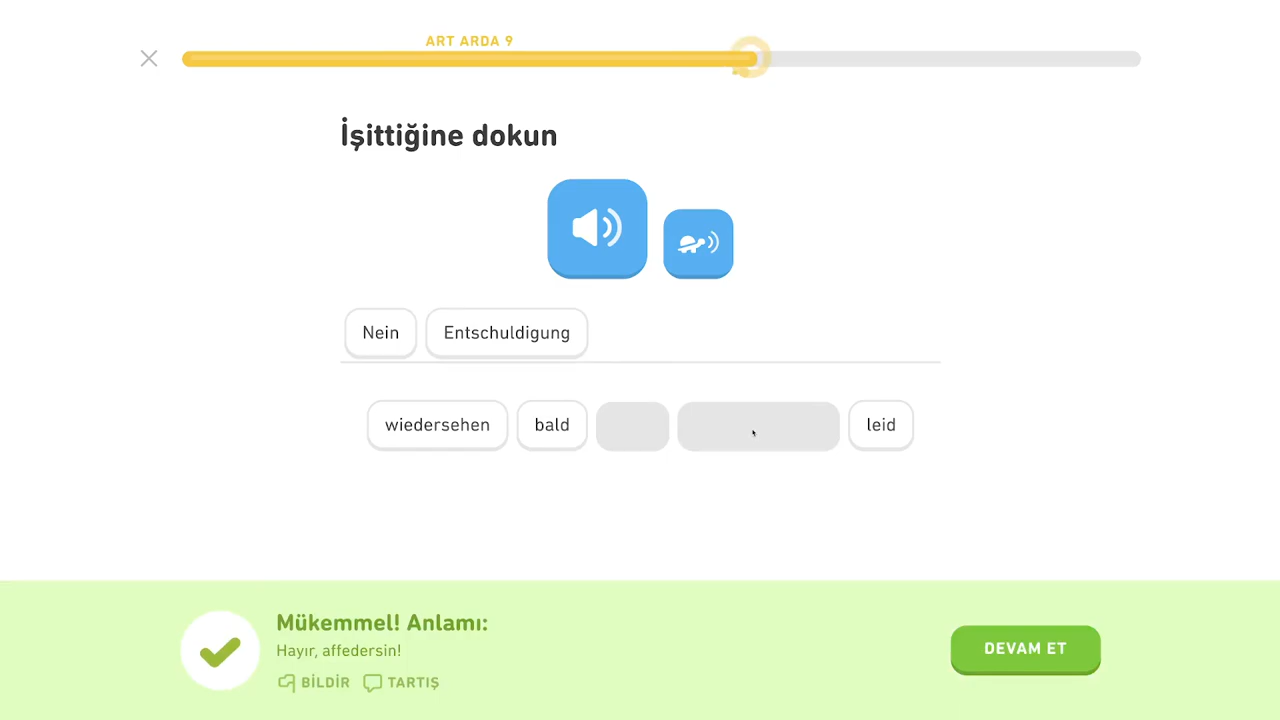 ART ARDA 9
İşittiğine dokun
Nein Entschuldigung
wiedersehen bald leid
Mükemmel! Anlamı:
Hayır, affedersin!
BİLDİR TARTIŞ
DEVAM ET